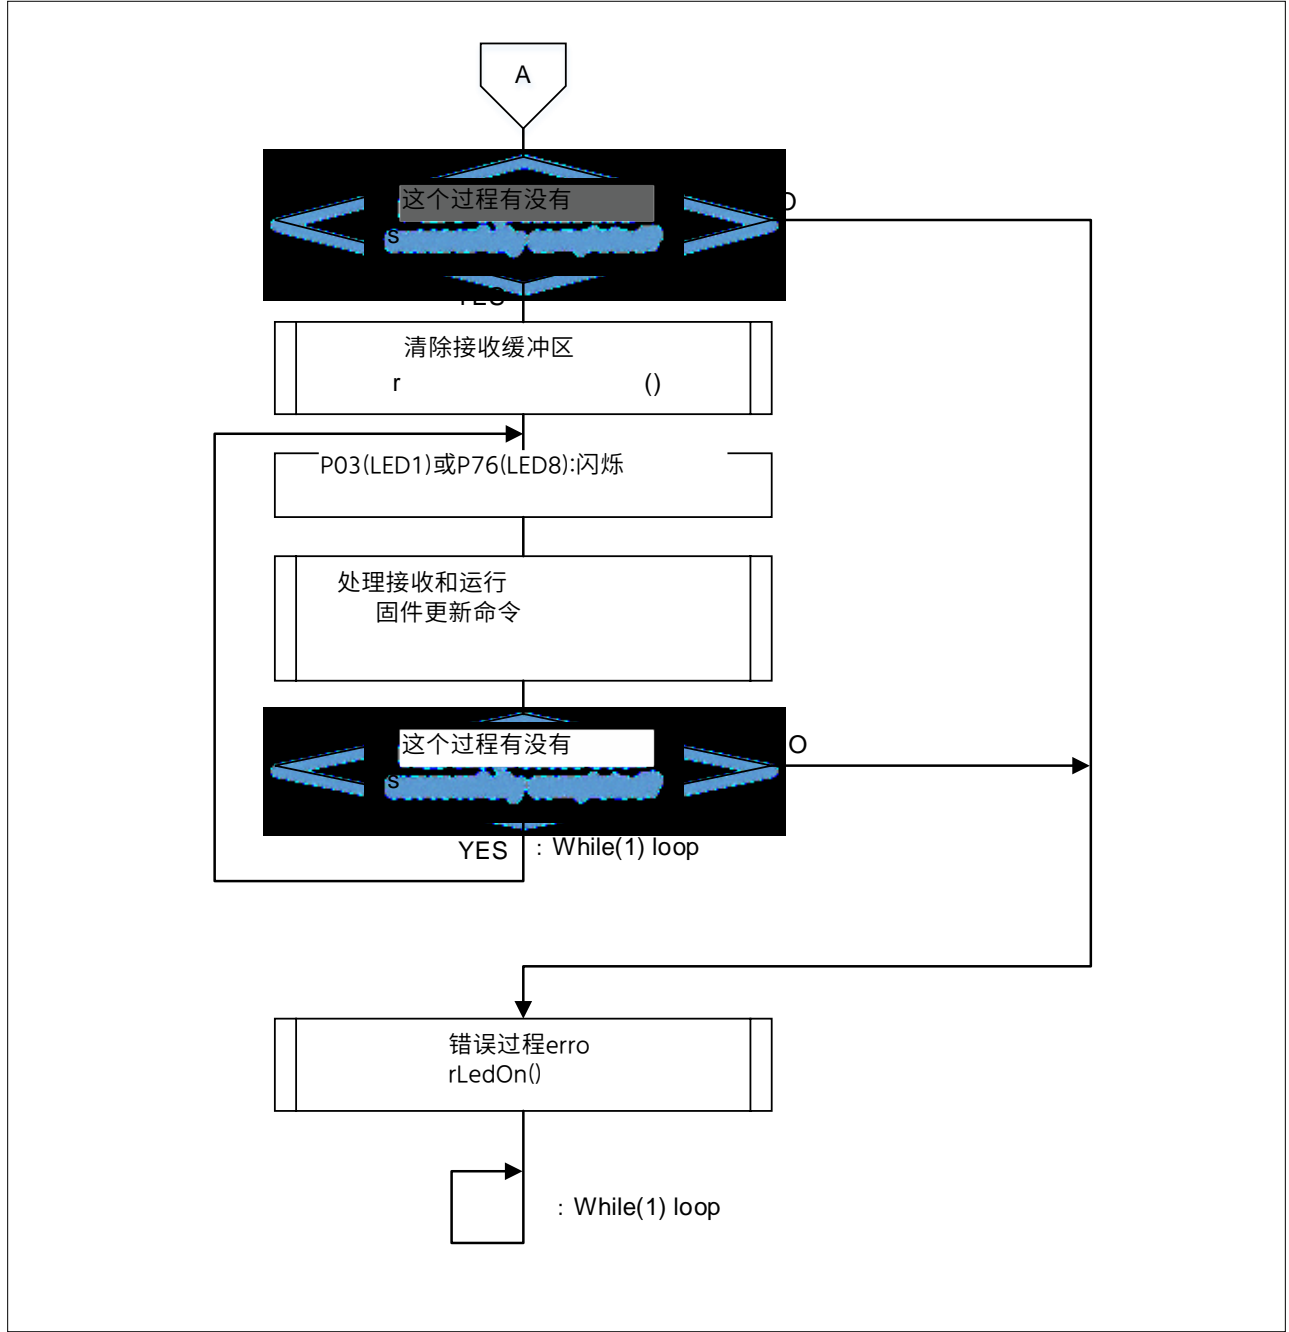 A
这个过程有没有
O
s
YES
清除接收缓冲区
r ()
P03(LED1)或P76(LED8):闪烁
处理接收和运行
固件更新命令
这个过程有没有
O
s
YES : While(1) loop
错误过程erro
rLedOn()
: While(1) loop